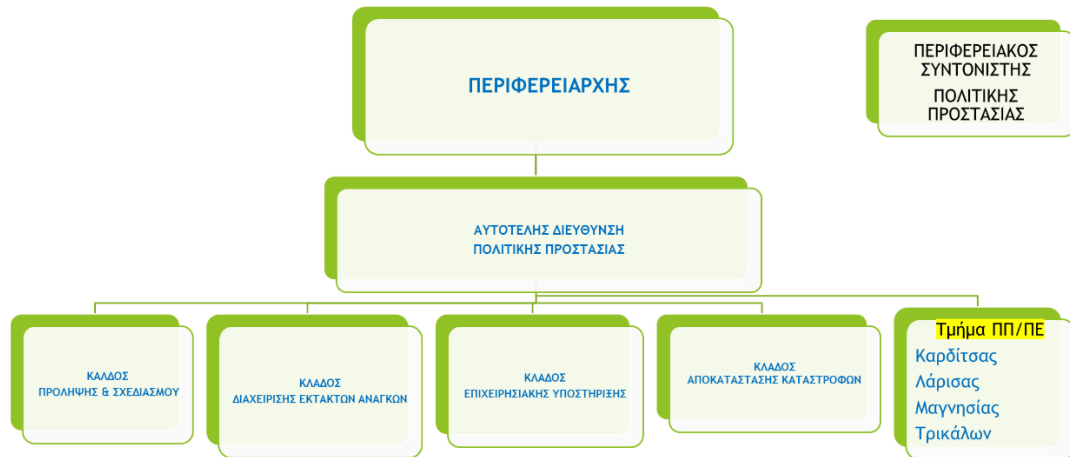 ΠΕΡΙΦΕΡΕΙΑΡΧΗΣ
ΠΕΡΙΦΕΡΕΙΑΚΟΣ
ΣΥΝΤΟΝΙΣΤΗΣ
ΠΟΛΙΤΙΚΗΣ
ΠΡΟΣΤΑΣΙΑΣ
ΑΥΤΟΤΕΛΗΣ ΔΙΕΥΘΥΝΣΗ
ΠΟΛΙΤΙΚΗΣ ΠΡΟΣΤΑΣΙΑΣ
ΚΑΛΔΟΣ
ΠΡΟΛΗΨΗΣ & ΣΧΕΔΙΑΣΜΟΥ
ΚΛΑΔΟΣ
ΔΙΑΧΕΙΡΙΣΗΣ ΕΚΤΑΚΤΩΝ ΑΝΑΓΚΩΝ
ΚΛΑΔΟΣ
ΕΠΙΧΕΙΡΗΣΙΑΚΗΣ ΥΠΟΣΤΗΡΙΞΗΣ
ΚΛΑΔΟΣ
ΑΠΟΚΑΤΑΣΤΑΣΗΣ ΚΑΤΑΣΤΡΟΦΩΝ
Τμήμα ΠΠ/ΠΕ
Καρδίτσας
Λάρισας
Μαγνησίας
Τρικάλων